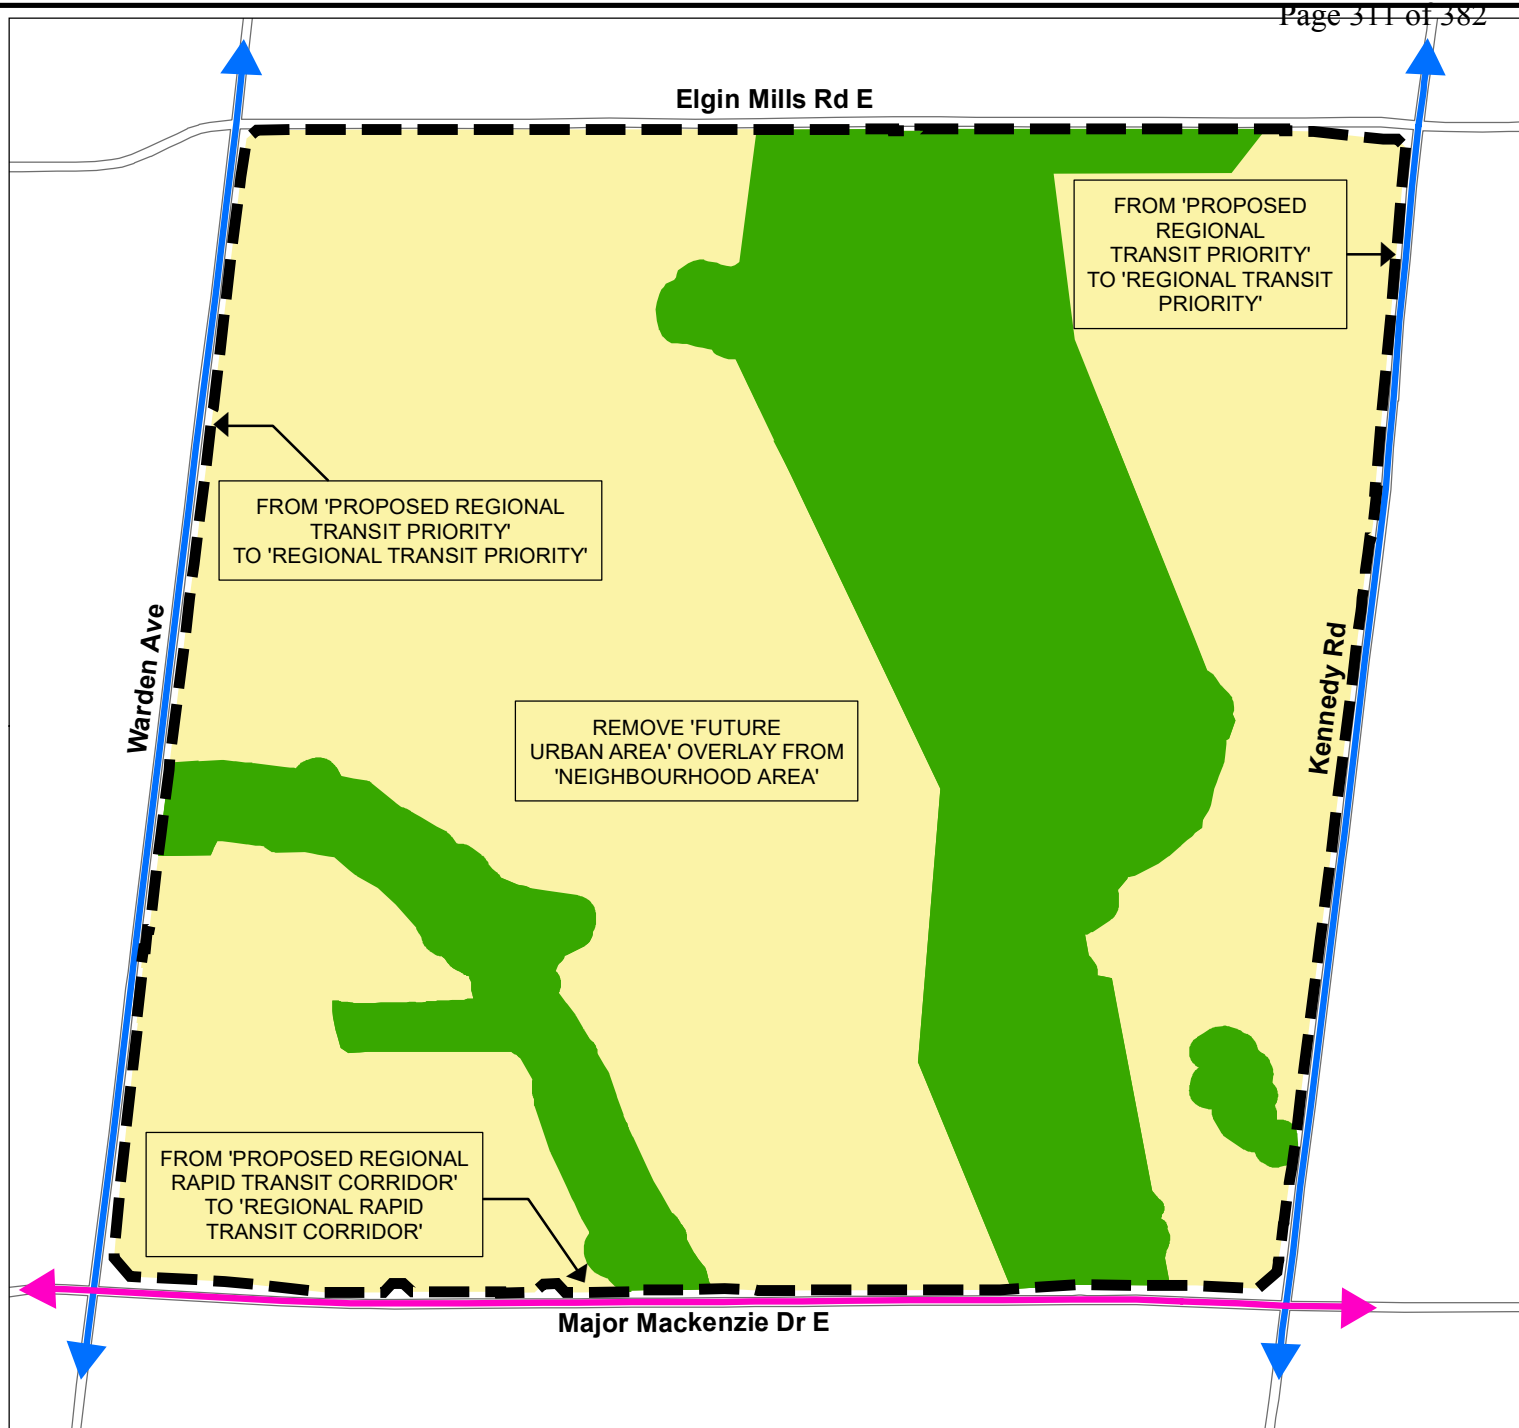 Page 311 of 382
Elgin Mills Rd E
FROM 'PROPOSED
REGIONAL
TRANSIT PRIORITY'
TO 'REGIONAL TRANSIT
PRIORITY'
FROM 'PROPOSED REGIONAL
TRANSIT PRIORITY'
TO 'REGIONAL TRANSIT PRIORITY'
Warden Ave
Kennedy Rd
REMOVE 'FUTURE
URBAN AREA' OVERLAY FROM
'NEIGHBOURHOOD AREA'
FROM 'PROPOSED REGIONAL
RAPID TRANSIT CORRIDOR'
TO 'REGIONAL RAPID
TRANSIT CORRIDOR'
Major Mackenzie Dr E